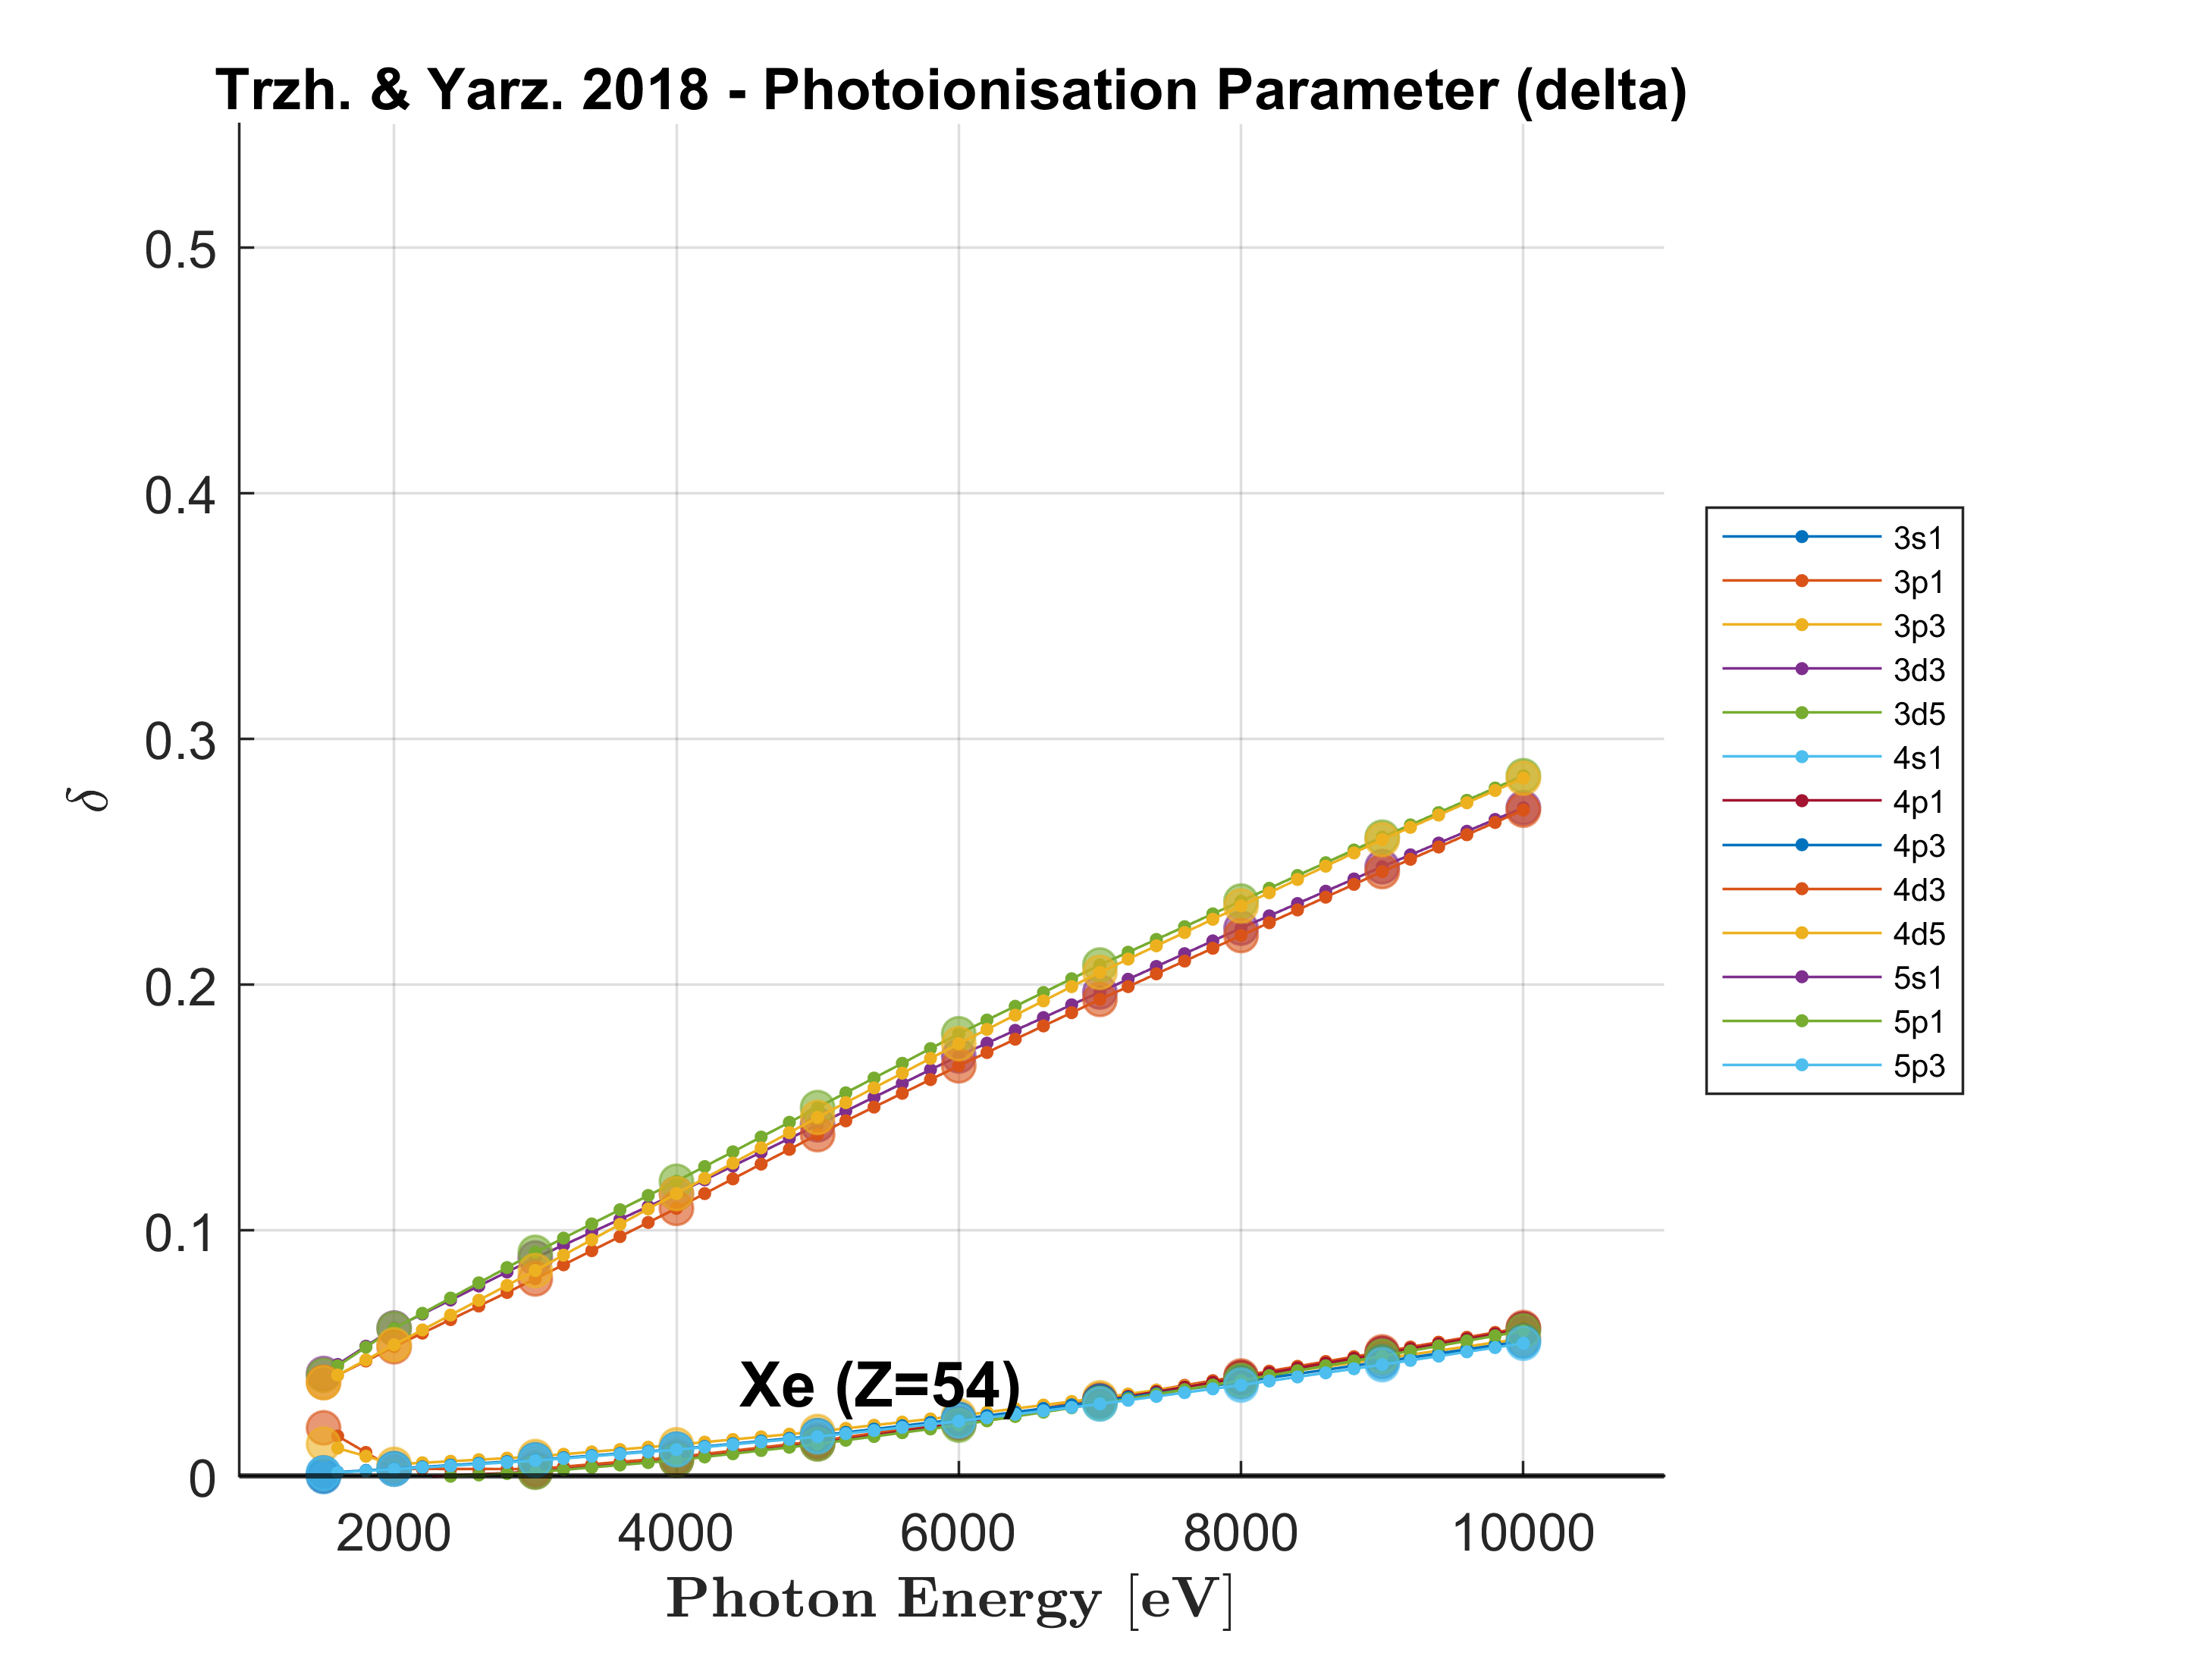 Trzh. & Yarz. 2018 - Photoionisation Parameter (delta)
0.5
0.4
0.3
0.2
0.1
0
δ
Xe (Z=54)
2000 4000 6000 8000 10000
Photon Energy [eV]
3s1
3p1
3p3
3d3
3d5
4s1
4p1
4p3
4d3
4d5
5s1
5p1
5p3